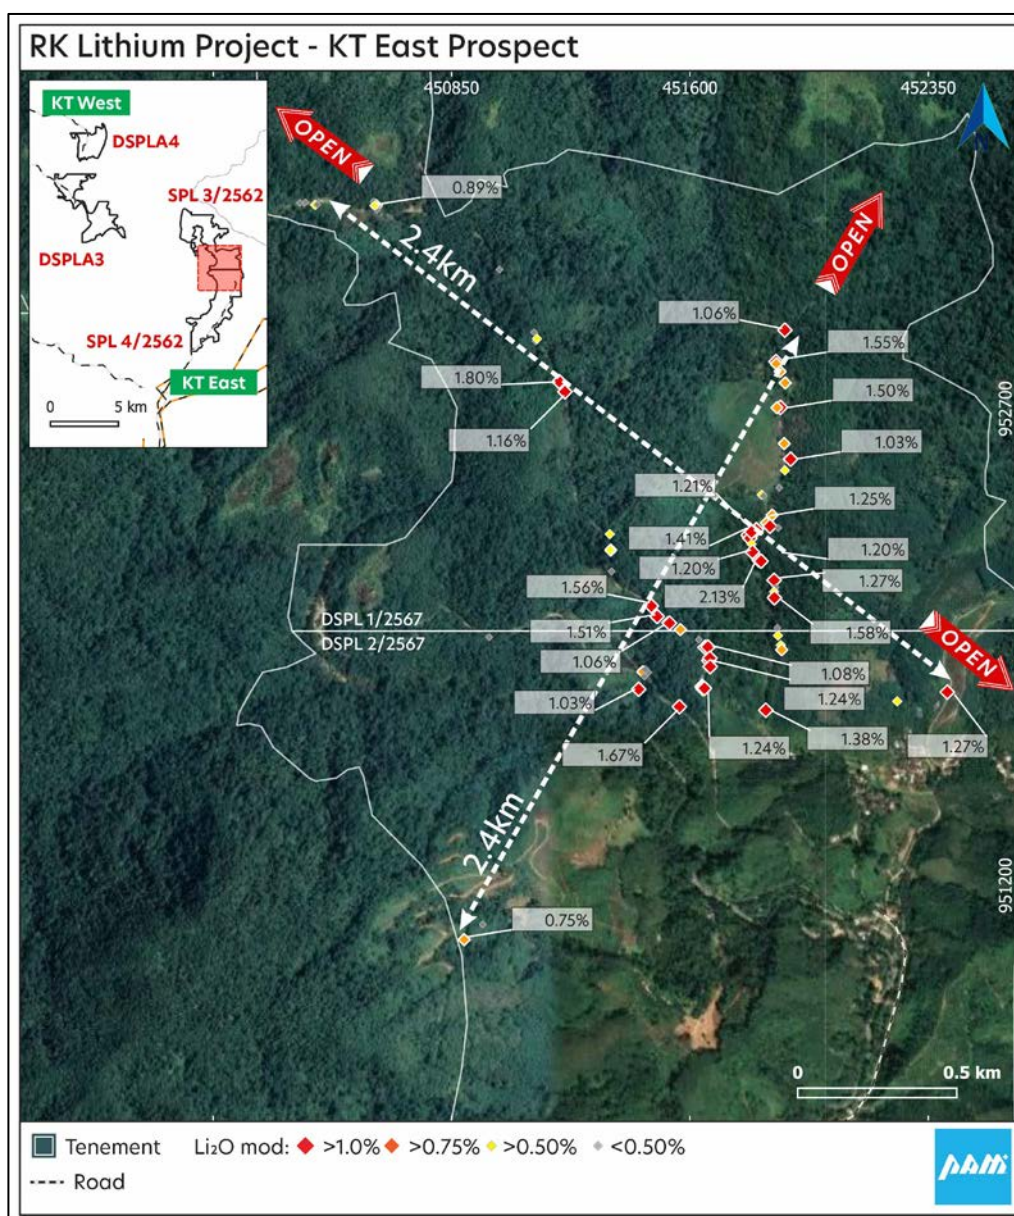 RK Lithium Project - KT East Prospect
450850
451600
452350
KT West
DSPLA4
SPL 3/2562
DSPLA3
SPL 4/2562
KT East
0 5 km
OPEN
OPEN
N
0.89%
2.4km
1.06%
1.55%
1.80%
1.50%
952700
1.16%
1.03%
1.21%
1.25%
1.41%
1.20%
1.20%
1.56%
2.13%
1.27%
DSPL 1/2567
1.51%
1.58%
OPEN
DSPL 2/2567
1.06%
1.08%
1.03%
1.24%
1.67%
1.24%
1.38%
1.27%
2.4km
951200
0.75%
0 0.5 km
Tenement Li2O mod: >1.0% >0.75% >0.50% <0.50%
Road
PAM